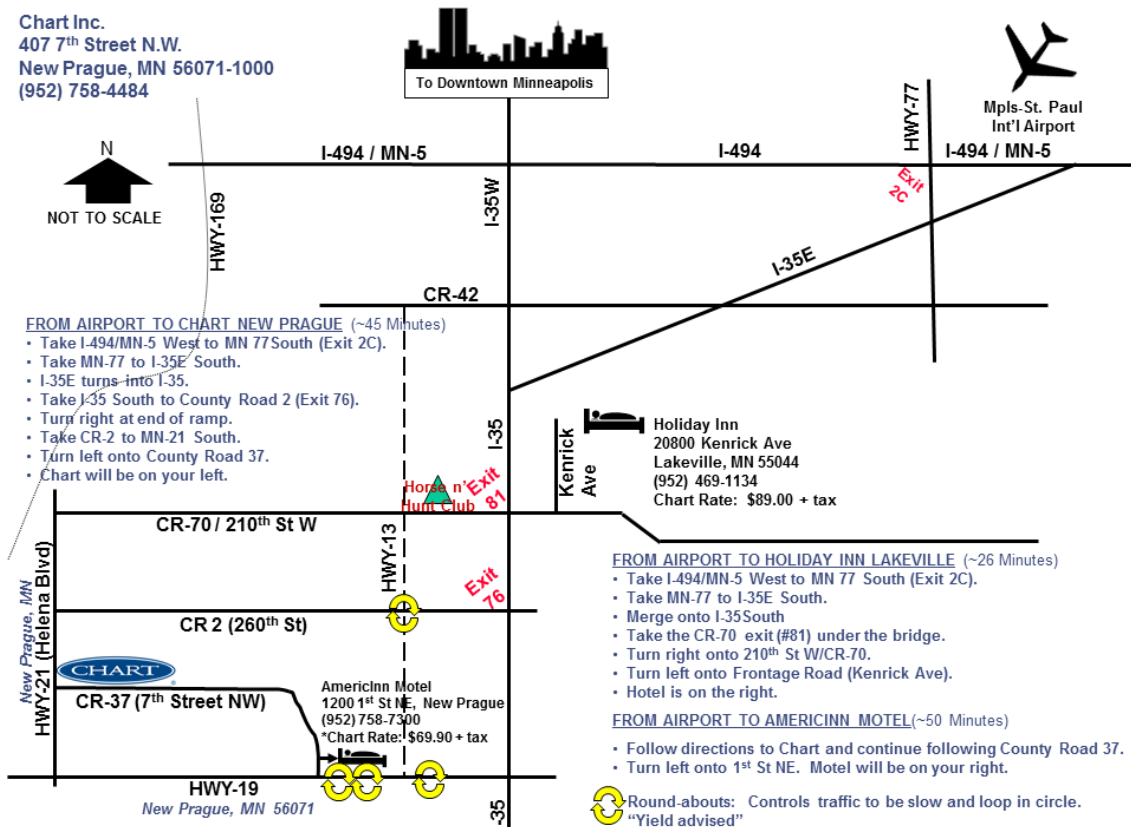 Chart Inc.
407 7th Street N.W.
New Prague, MN 56071-1000
(952) 758-4484
To Downtown Minneapolis
Mpls-St. Paul
Int'l Airport
N
NOT TO SCALE
HWY-169
I-494 / MN-5
I-494
I-494 / MN-5
HWY-77
Exit
2C
I-35W
I-35E
CR-42
FROM AIRPORT TO CHART NEW PRAGUE (~45 Minutes)
• Take I-494/MN-5 West to MN 77South (Exit 2C).
• Take MN-77 to I-35E South.
• I-35E turns into I-35.
• Take I-35 South to County Road 2 (Exit 76).
• Turn right at end of ramp.
• Take CR-2 to MN-21 South.
• Turn left onto County Road 37.
• Chart will be on your left.
I-35
Kenrick
Ave
Holiday Inn
20800 Kenrick Ave
Lakeville, MN 55044
(952) 469-1134
Chart Rate: $89.00 + tax
Horse n'
Hunt Club
Exit
81
CR-70 / 210th St W
HWY-13
Exit
76
CR 2 (260th St)
New Prague, MN
HWY-21 (Helena Blvd)
CHART
CR-37 (7th Street NW)
AmericInn Motel
1200 1st St NE, New Prague
(952) 758-7300
*Chart Rate: $69.90 + tax
HWY-19
New Prague, MN 56071
-35
FROM AIRPORT TO HOLIDAY INN LAKEVILLE (~26 Minutes)
• Take I-494/MN-5 West to MN 77 South (Exit 2C).
• Take MN-77 to I-35E South.
• Merge onto I-35South
• Take the CR-70 exit (#81) under the bridge.
• Turn right onto 210th St W/CR-70.
• Turn left onto Frontage Road (Kenrick Ave).
• Hotel is on the right.
FROM AIRPORT TO AMERICINN MOTEL(~50 Minutes)
• Follow directions to Chart and continue following County Road 37.
• Turn left onto 1st St NE. Motel will be on your right.
Round-abouts: Controls traffic to be slow and loop in circle.
"Yield advised"